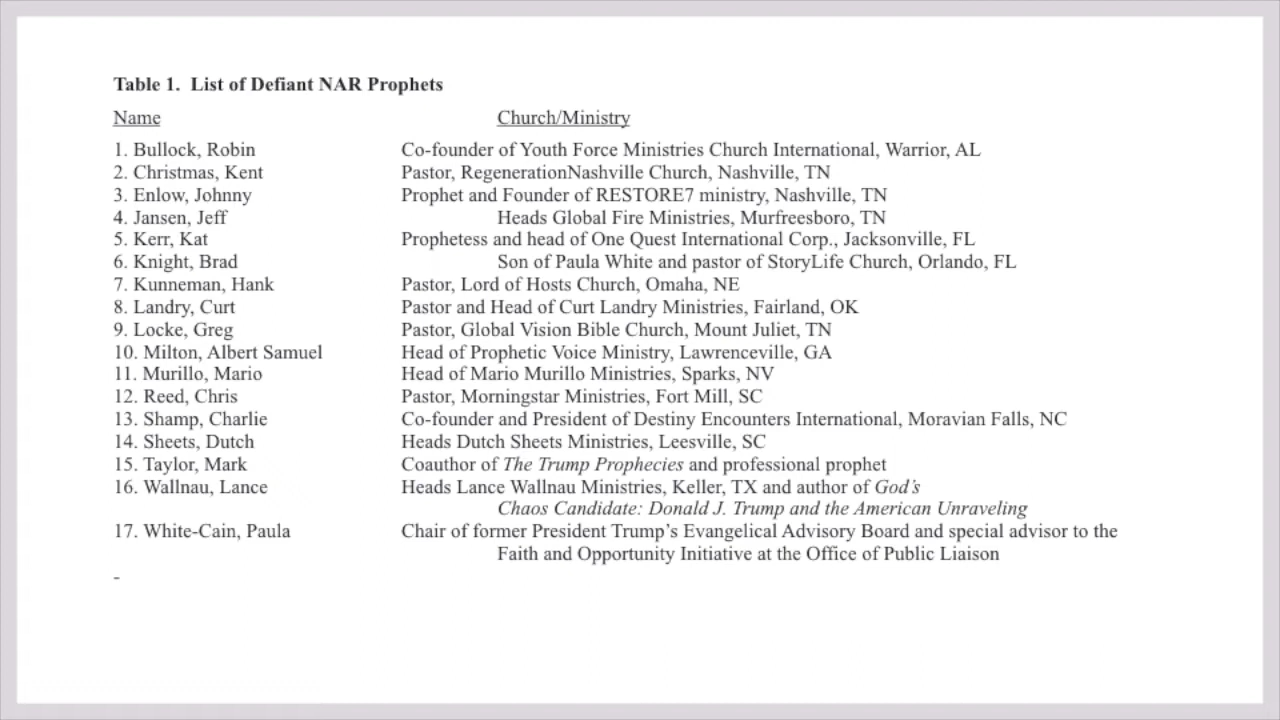 Table 1. List of Defiant NAR Prophets
Name Church/Ministry
1. Bullock, Robin Co-founder of Youth Force Ministries Church International, Warrior, AL
2. Christmas, Kent Pastor, RegenerationNashville Church, Nashville, TN
3. Enlow, Johnny Prophet and Founder of RESTORE7 ministry, Nashville, TN
4. Jansen, Jeff Heads Global Fire Ministries, Murfreesboro, TN
5. Kerr, Kat Prophetess and head of One Quest International Corp., Jacksonville, FL
6. Knight, Brad Son of Paula White and pastor of StoryLife Church, Orlando, FL
7. Kunneman, Hank Pastor, Lord of Hosts Church, Omaha, NE
8. Landry, Curt Pastor and Head of Curt Landry Ministries, Fairland, OK
9. Locke, Greg Pastor, Global Vision Bible Church, Mount Juliet, TN
10. Milton, Albert Samuel Head of Prophetic Voice Ministry, Lawrenceville, GA
11. Murillo, Mario Head of Mario Murillo Ministries, Sparks, NV
12. Reed, Chris Pastor, Morningstar Ministries, Fort Mill, SC
13. Shamp, Charlie Co-founder and President of Destiny Encounters International, Moravian Falls, NC
14. Sheets, Dutch Heads Dutch Sheets Ministries, Leesville, SC
15. Taylor, Mark Coauthor of The Trump Prophecies and professional prophet
16. Wallnau, Lance Heads Lance Wallnau Ministries, Keller, TX and author of God's
Chaos Candidate: Donald J. Trump and the American Unraveling
17. White-Cain, Paula Chair of former President Trump's Evangelical Advisory Board and special advisor to the
Faith and Opportunity Initiative at the Office of Public Liaison
-